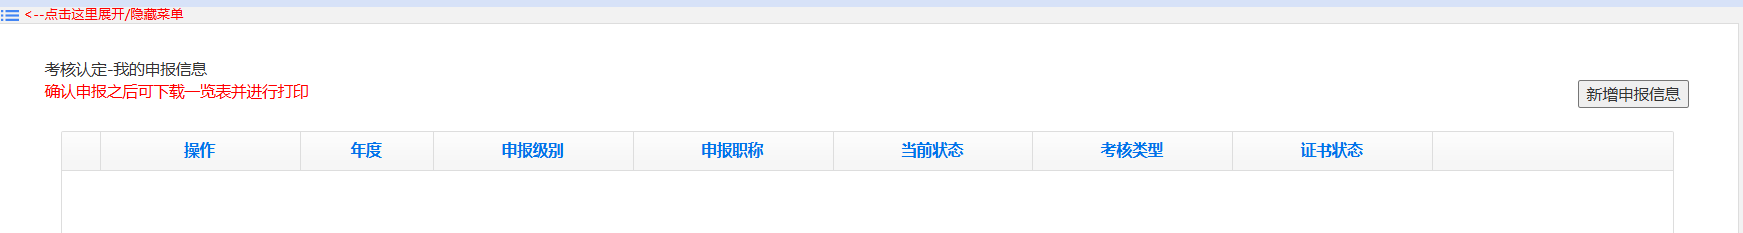 <--点击这里展开/隐藏菜单
考核认定-我的申报信息
确认申报之后可下载一览表并进行打印
新增申报信息
操作 年度 申报级别 申报职称 当前状态 考核类型 证书状态